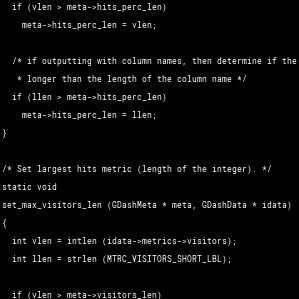 if (vlen > meta->hits_perc_len)
meta->hits_perc_len = vlen;
/* if outputting with column names, then determine if the
* longer than the length of the column name */
if (llen > meta->hits_perc_len)
meta->hits_perc_len = llen;
}
/* Set largest hits metric (length of the integer). */
static void
set_max_visitors_len (GDashMeta * meta, GDashData * idata)
{
int vlen = intlen (idata->metrics->visitors);
int llen = strlen (MTRC_VISITORS_SHORT_LBL);
if (vlen > meta->visitors_len)